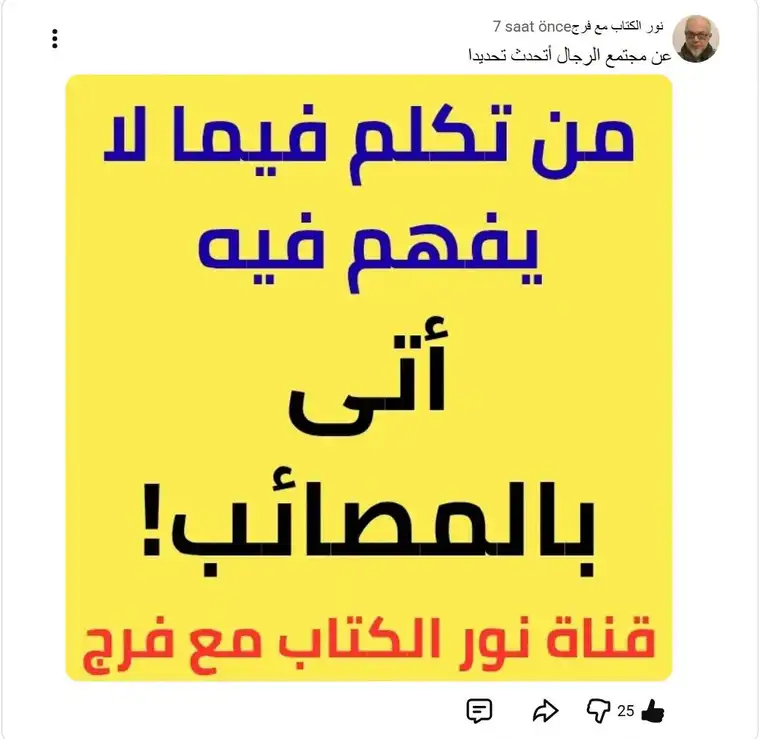 نور الكتاب مع فرج 7 saat önce
عن مجتمع الرجال أتحدث تحديدا
من تكلم فيما لا
يفهم فيه
أتى
بالمصائب!
قناة نور الكتاب مع فرج
25